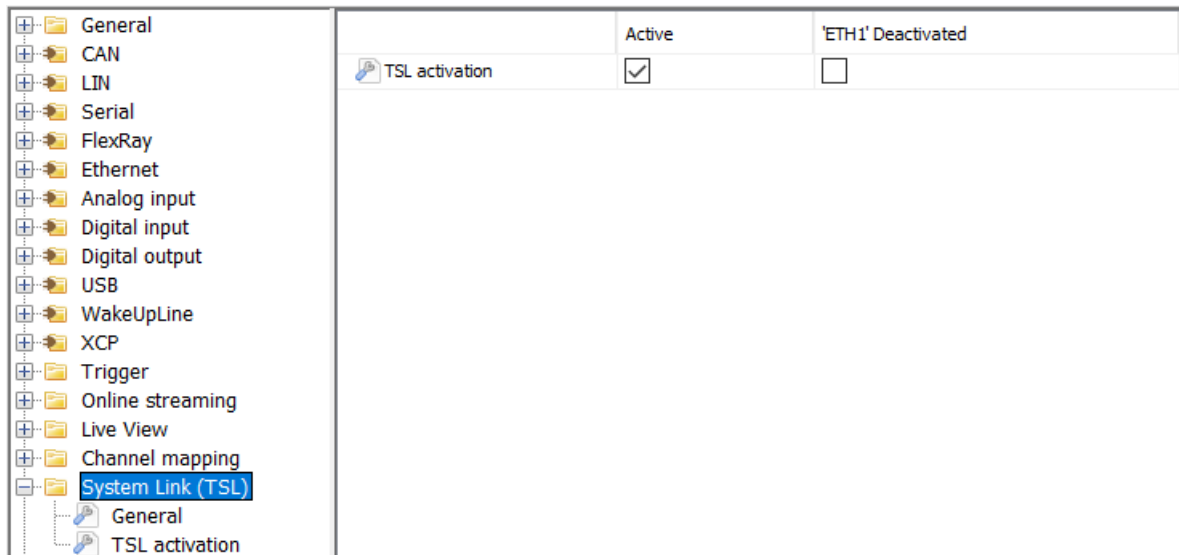 General
CAN
LIN
Serial
FlexRay
Ethernet
Analog input
Digital input
Digital output
USB
WakeUpLine
XCP
Trigger
Online streaming
Live View
Channel mapping
System Link (TSL)
General
TSL activation
Active 'ETH1' Deactivated
TSL activation